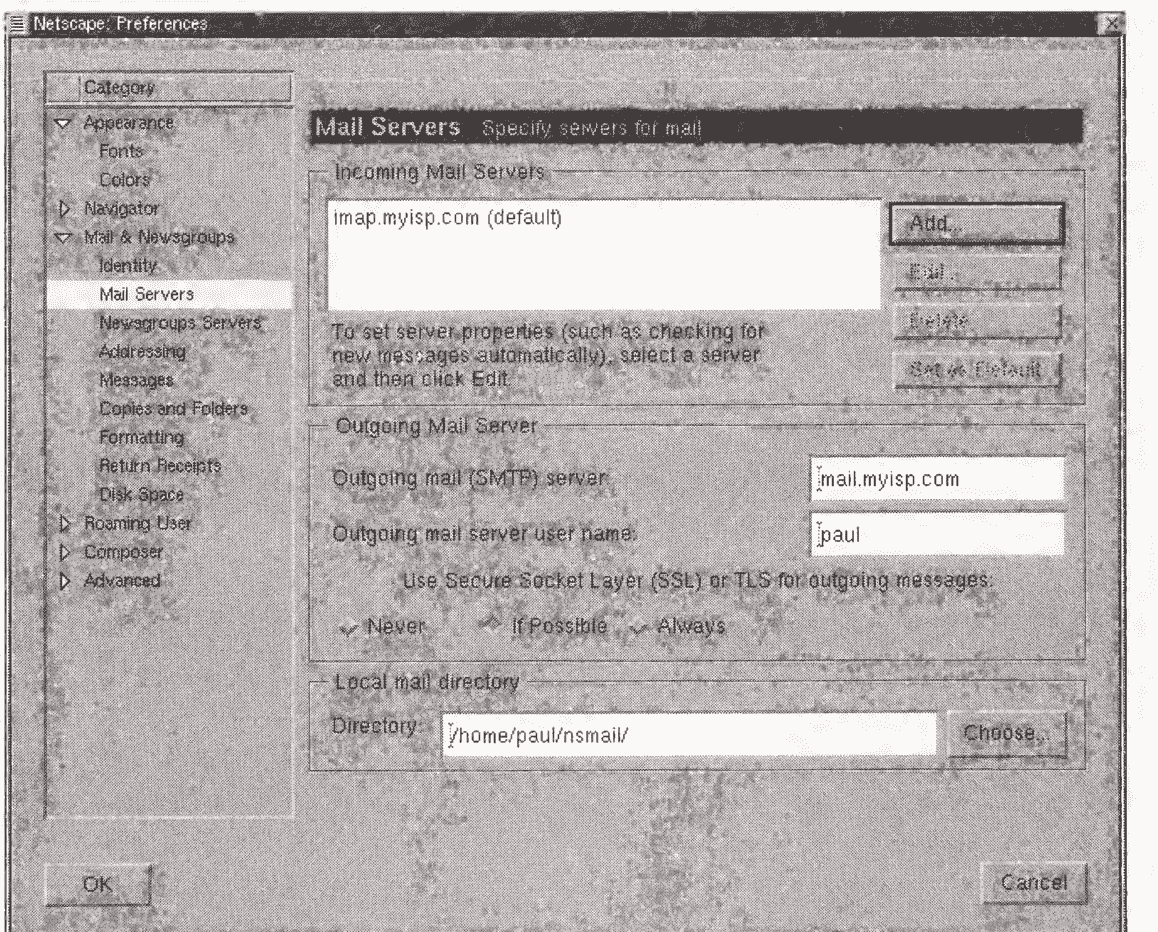 Netscape: Preferences
Category
Appearance
Fonts
Colors
Navigator
Mail & Newsgroups
Identity
Mail Servers
Newsgroups Servers
Addressing
Messages
Copies and Folders
Formatting
Return Receipts
Disk Space
Roaming User
Composer
Advanced
Mail Servers Specify servers for mail
Incoming Mail Servers
imap.myisp.com (default)
Add...
Edit...
Delete
Set as Default
To set server properties (such as checking for
new messages automatically), select a server
and then click Edit.
Outgoing Mail Server
Outgoing mail (SMTP) server: mail.myisp.com
Outgoing mail server user name: paul
Use Secure Socket Layer (SSL) or TLS for outgoing messages:
Never If Possible Always
Local mail directory
Directory: /home/paul/nsmail/ Choose...
OK Cancel